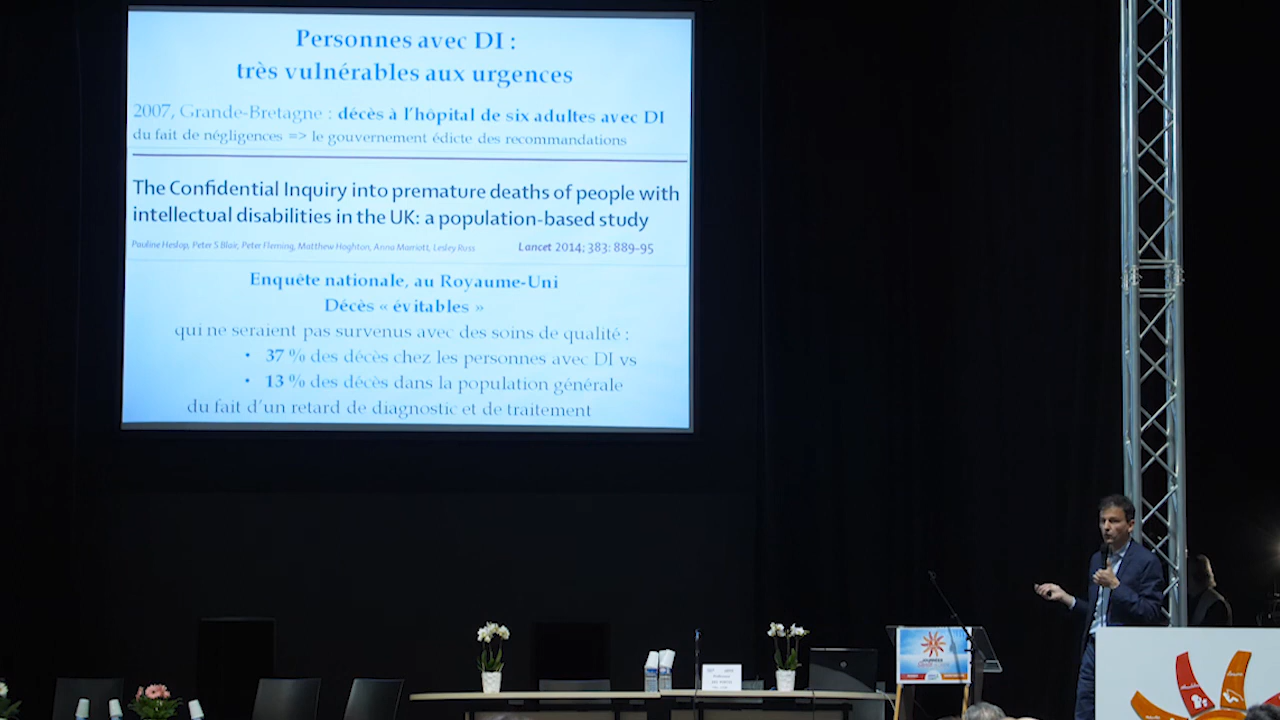 Personnes avec DI :
très vulnérables aux urgences
2007, Grande-Bretagne : décès à l'hôpital de six adultes avec DI
du fait de négligences => le gouvernement édicte des recommandations
The Confidential Inquiry into premature deaths of people with
intellectual disabilities in the UK: a population-based study
Pauline Heslop, Peter S Blair, Peter Fleming, Matthew Hoghton, Anna Marriott, Lesley Russ
Lancet 2014; 383: 889-95
Enquête nationale, au Royaume-Uni
Décès « évitables »
qui ne seraient pas survenus avec des soins de qualité :
• 37 % des décès chez les personnes avec DI vs
• 13 % des décès dans la population générale
du fait d'un retard de diagnostic et de traitement